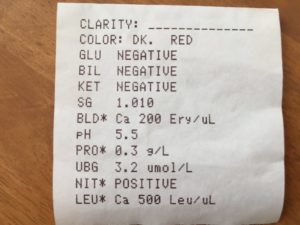 CLARITY: ______________
COLOR: DK. RED
GLU NEGATIVE
BIL NEGATIVE
KET NEGATIVE
SG 1.010
BLD* Ca 200 Ery/uL
pH 5.5
PRO* 0.3 g/L
UBG 3.2 umol/L
NIT* POSITIVE
LEU* Ca 500 Leu/uL